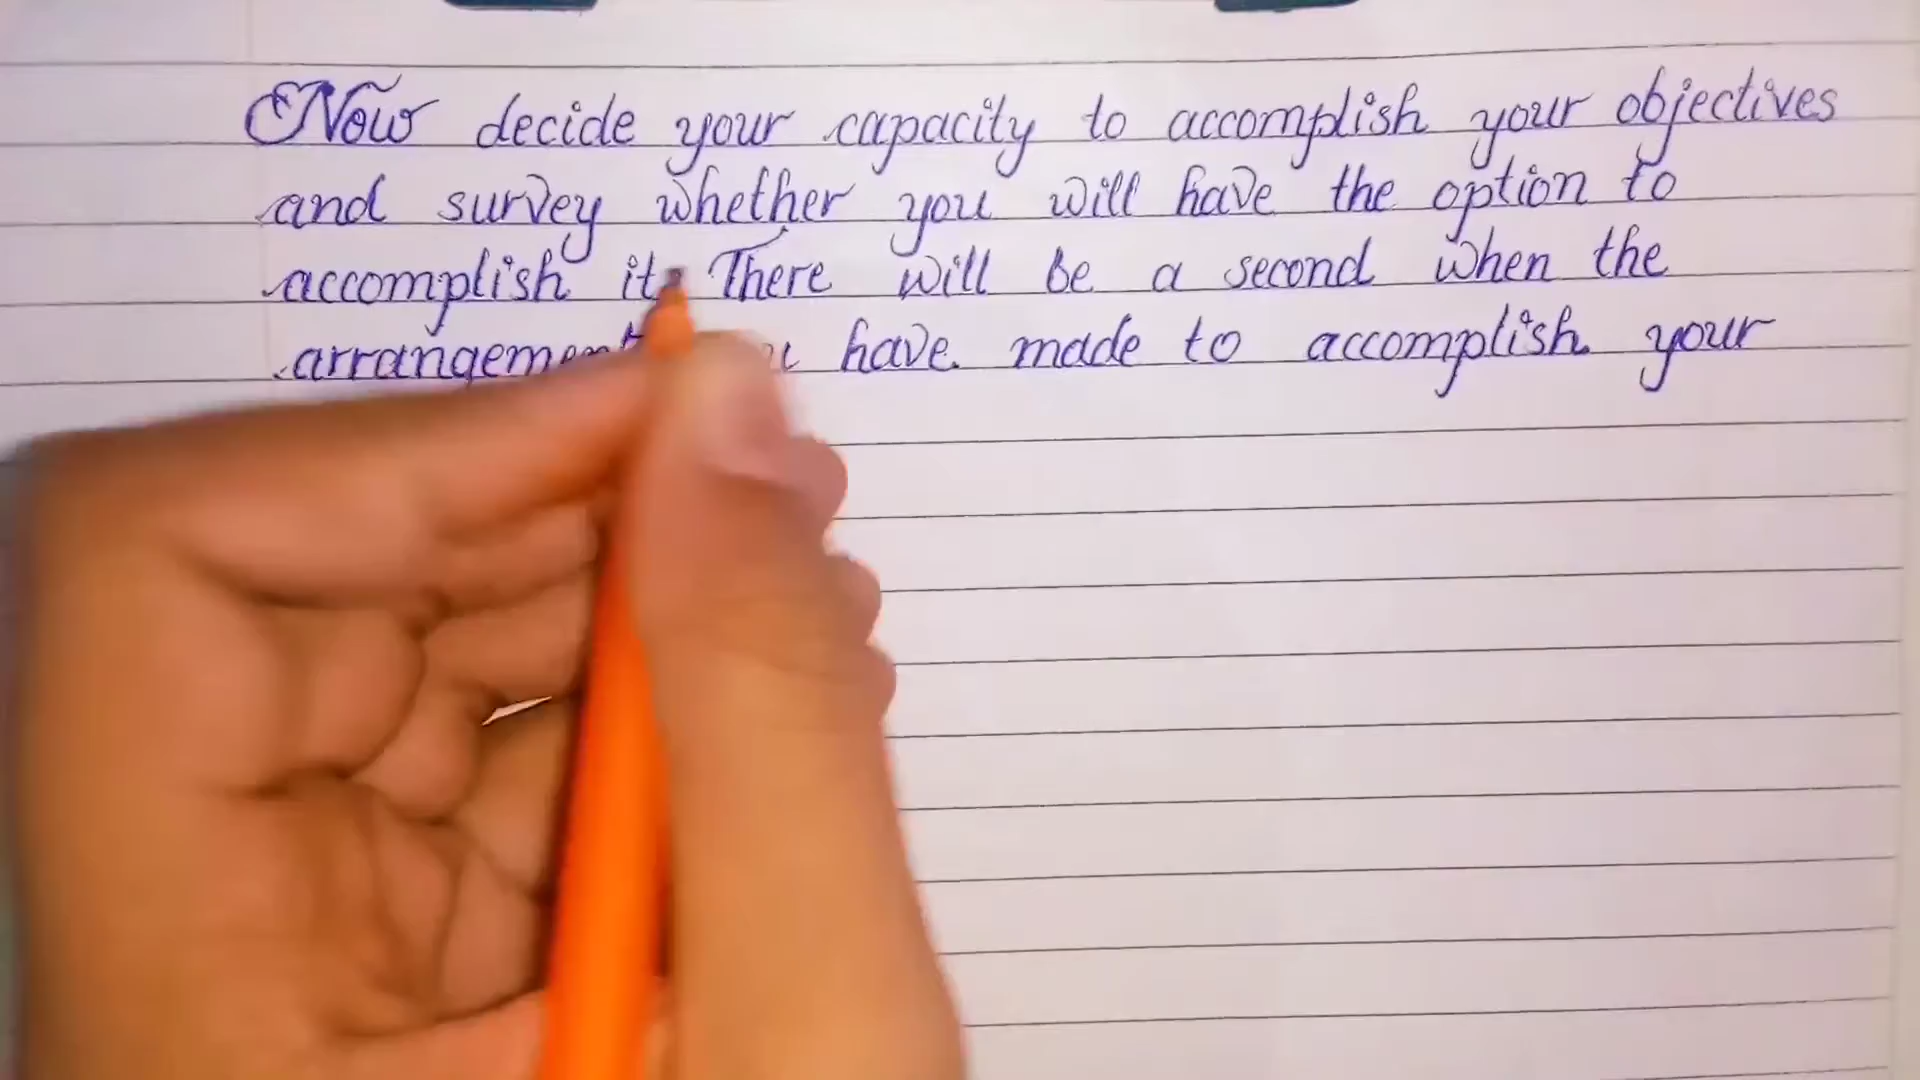 Now decide your capacity to accomplish your objectives
and survey whether you will have the option to
accomplish it There will be a second when the
arrangement have made to accomplish your